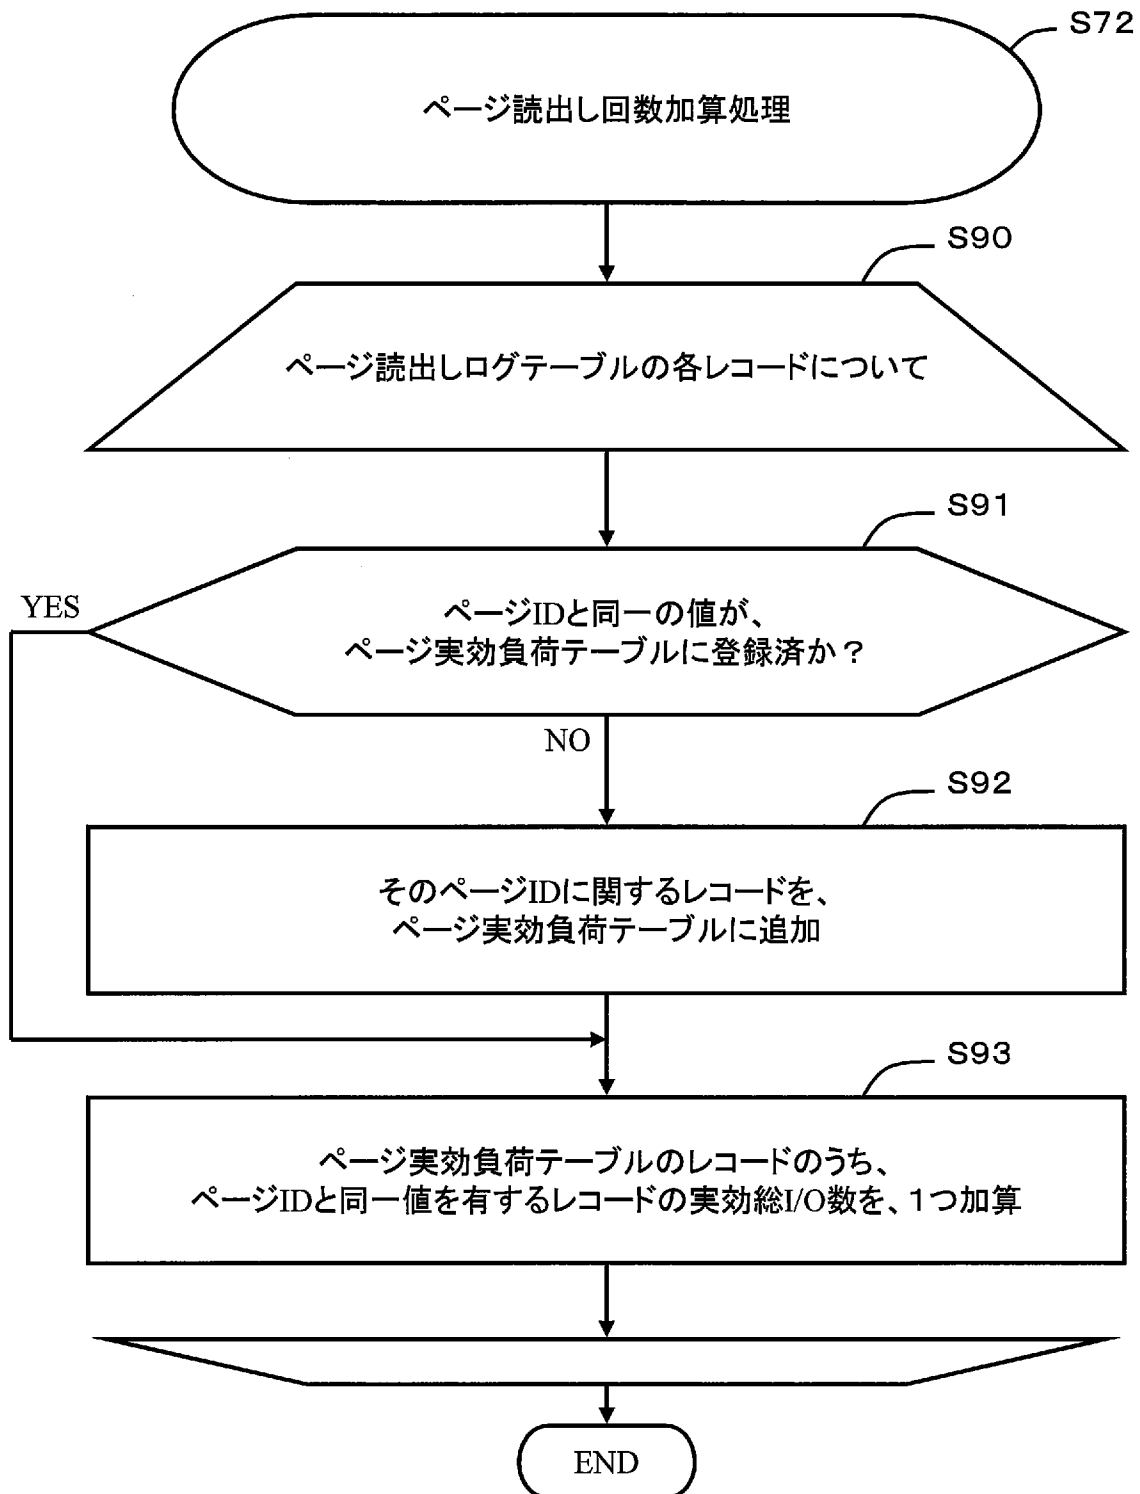 S72
ページ読出し回数加算処理
S90
ページ読出しログテーブルの各レコードについて
S91
YES
ページIDと同一の値が、
ページ実効負荷テーブルに登録済か？
NO
S92
そのページIDに関するレコードを、
ページ実効負荷テーブルに追加
S93
ページ実効負荷テーブルのレコードのうち、
ページIDと同一値を有するレコードの実効総I/O数を、１つ加算
END